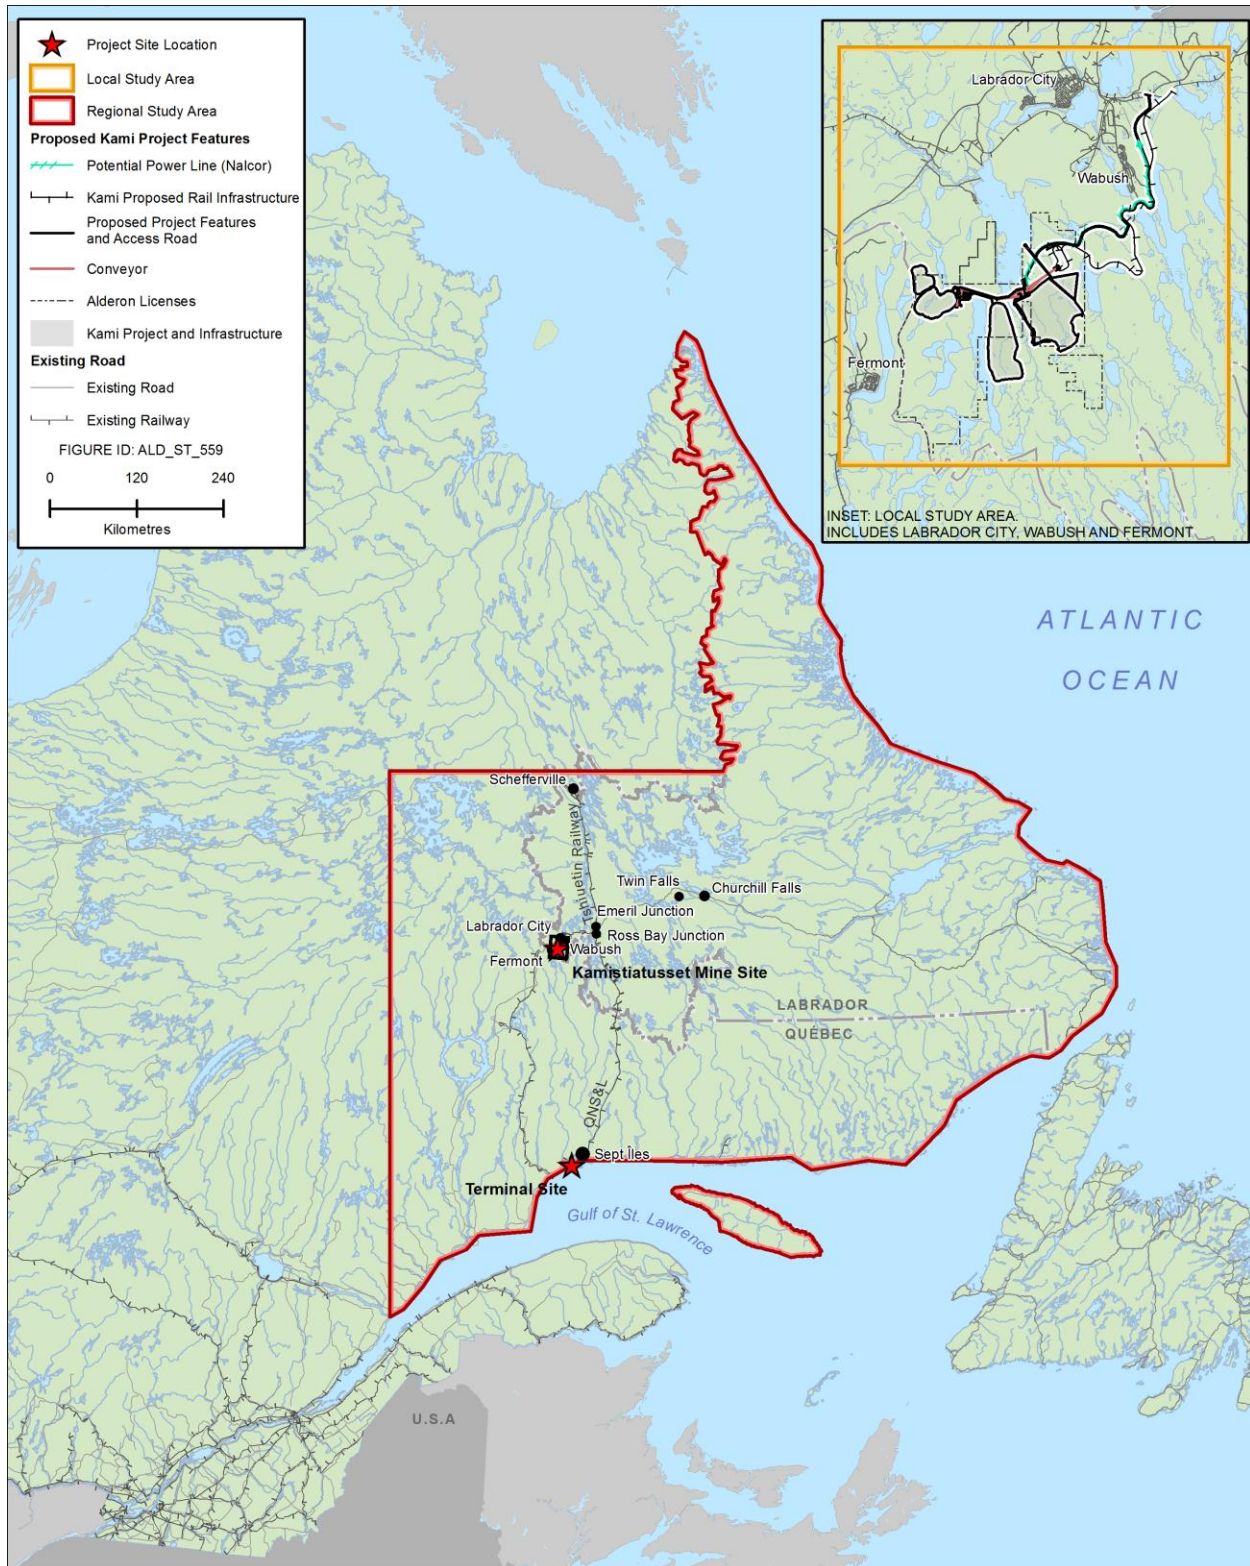 Project Site Location
Local Study Area
Regional Study Area
Proposed Kami Project Features
Potential Power Line (Nalcor)
Kami Proposed Rail Infrastructure
Proposed Project Features
and Access Road
Conveyor
Alderon Licenses
Kami Project and Infrastructure
Existing Road
Existing Road
Existing Railway
FIGURE ID: ALD_ST_559
0 120 240
Kilometres
Labrador City
Wabush
Fermont
INSET: LOCAL STUDY AREA.
INCLUDES LABRADOR CITY, WABUSH AND FERMONT
ATLANTIC
OCEAN
Schefferville
Tshiuetin Railway
Twin Falls
Churchill Falls
Emeril Junction
Labrador City
Ross Bay Junction
Wabush
Fermont
Kamistiatusset Mine Site
LABRADOR
QUÉBEC
QNS&L
Sept Îles
Terminal Site
Gulf of St. Lawrence
U.S.A